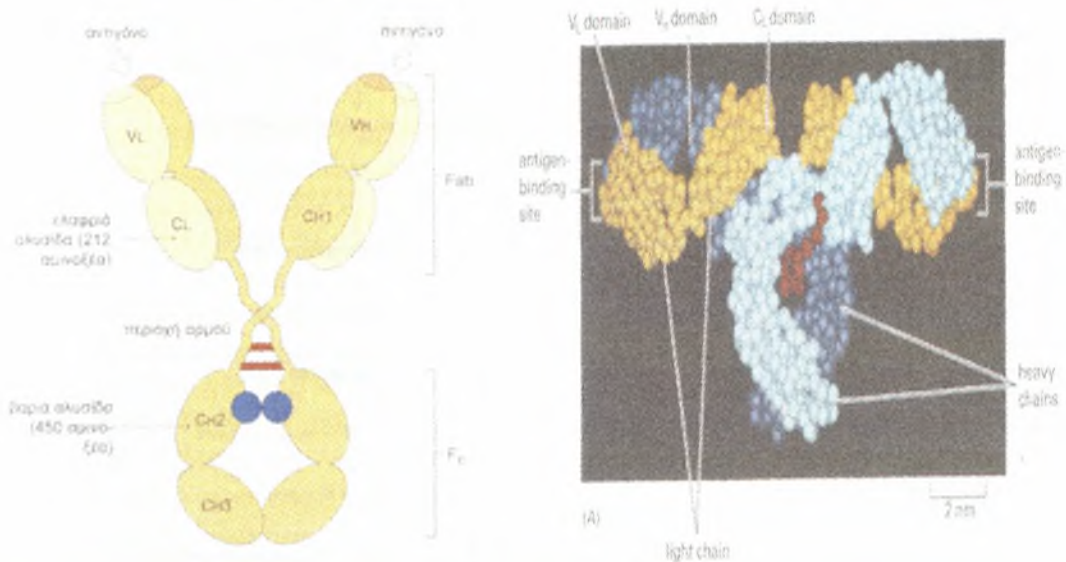 αντιγόνο
αντιγόνο
VL
VH
Fab
CL
CH1
ελαφριά
αλυσίδα (212
αμινοξέα)
περιοχή αρμού
βαριά αλυσίδα
(450 αμινο-
ξέα)
CH2
Fc
CH3
VL domain
VH domain
CL domain
antigen-
binding
site
antigen-
binding
site
heavy
chains
(A)
2 nm
light chain